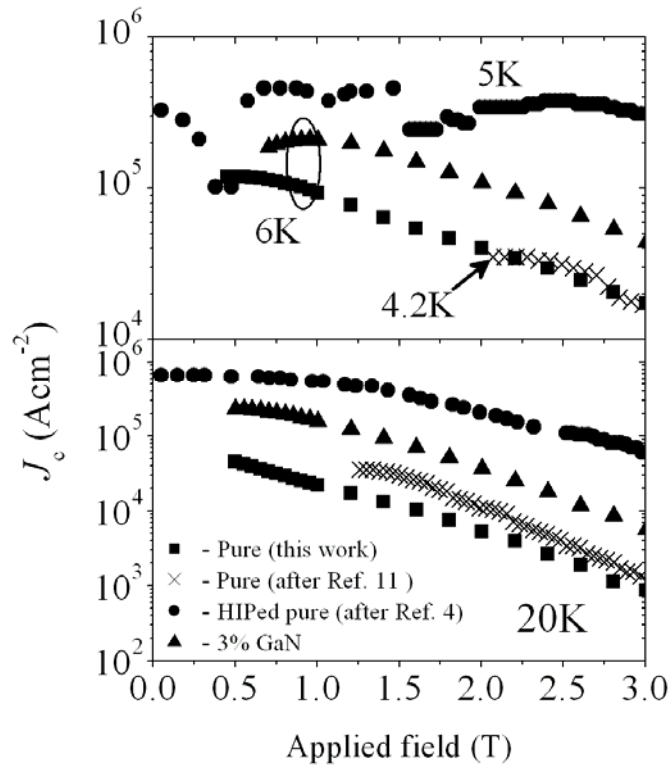 10^6
5K
10^5
6K
4.2K
10^4
10^6
10^5
10^4
10^3
10^2
J_c (Acm^-2)
- Pure (this work)
- Pure (after Ref. 11 )
- HIPed pure (after Ref. 4)
- 3% GaN
20K
0.0 0.5 1.0 1.5 2.0 2.5 3.0
Applied field (T)